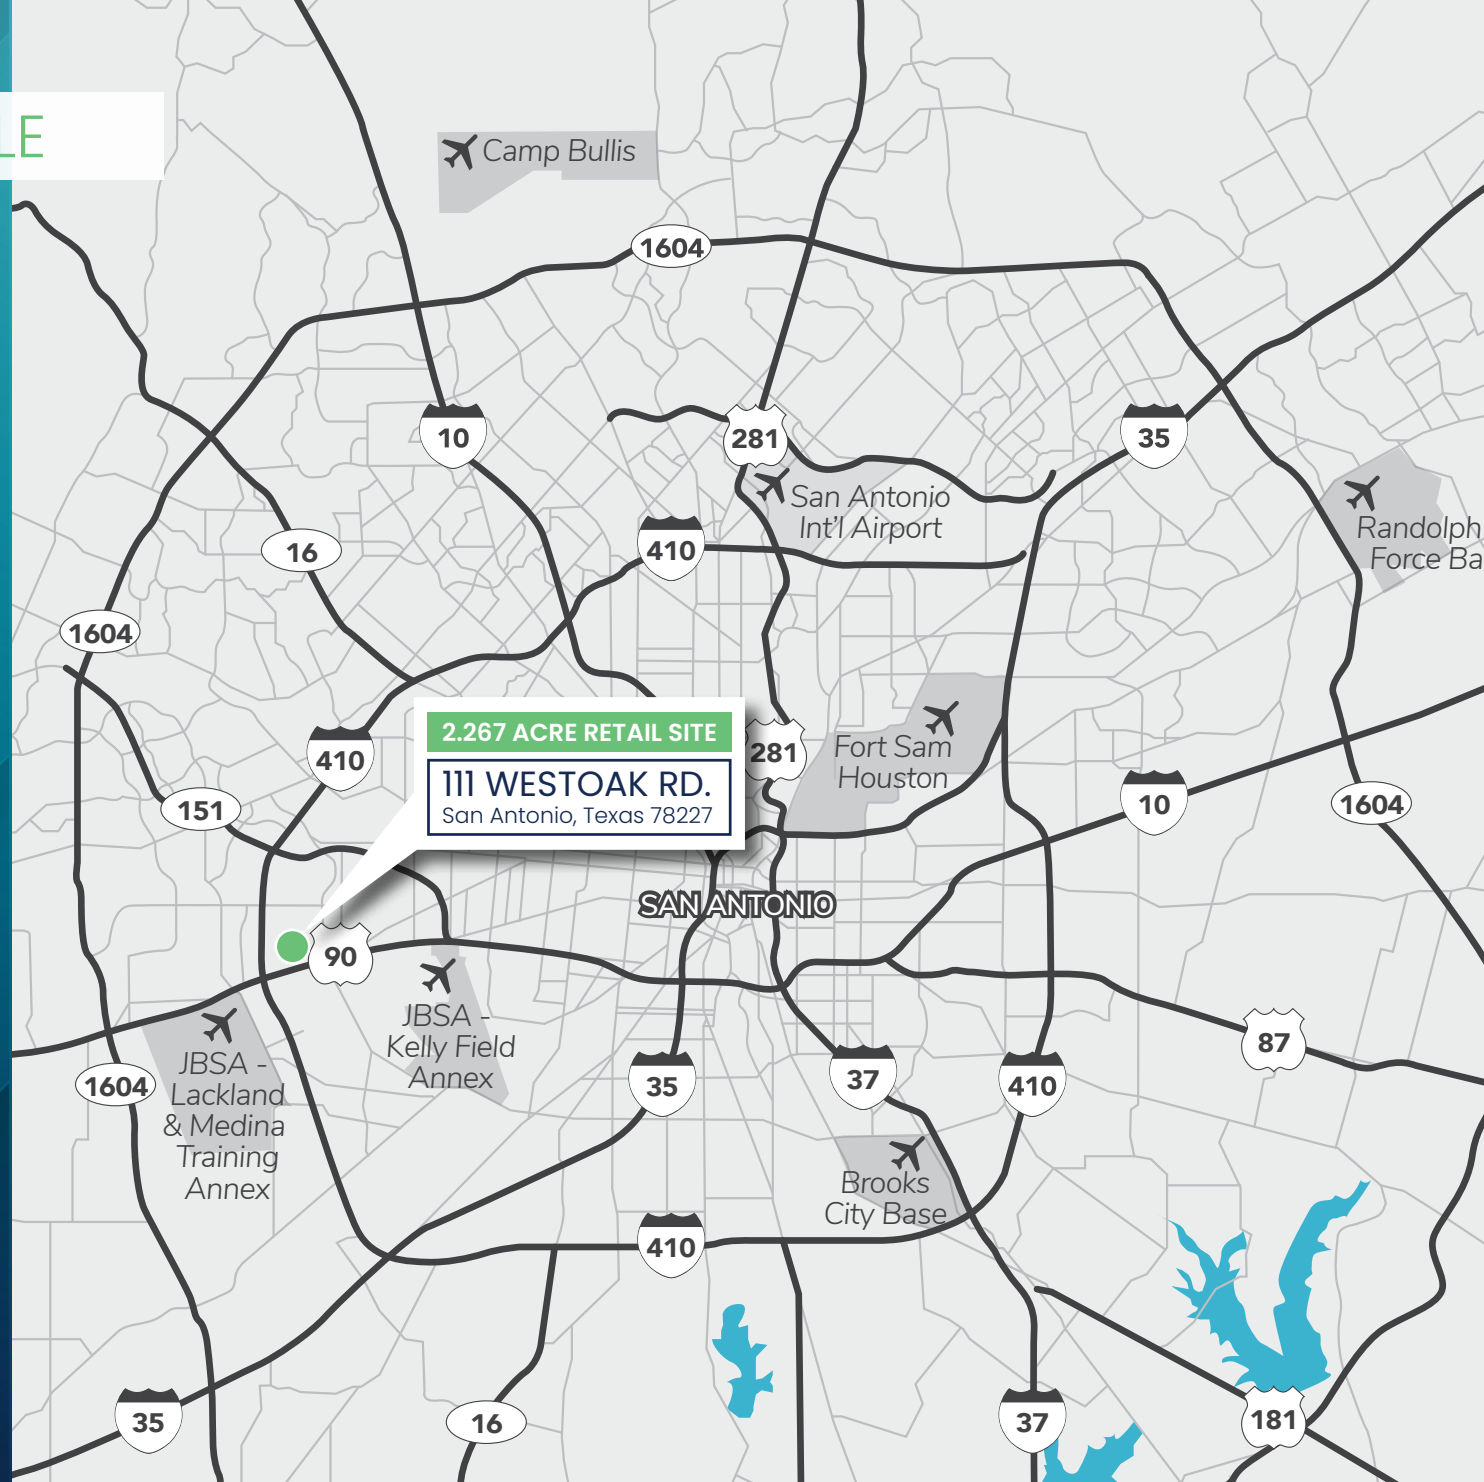 LE
Camp Bullis
1604
10
281
35
San Antonio
Int'l Airport
410
16
Randolph
Force Ba
1604
2.267 ACRE RETAIL SITE
111 WESTOAK RD.
San Antonio, Texas 78227
281
Fort Sam
Houston
410
151
10
1604
SAN ANTONIO
90
JBSA -
Kelly Field
Annex
JBSA -
Lackland
& Medina
Training
Annex
1604
35
37
410
87
Brooks
City Base
410
35
16
37
181